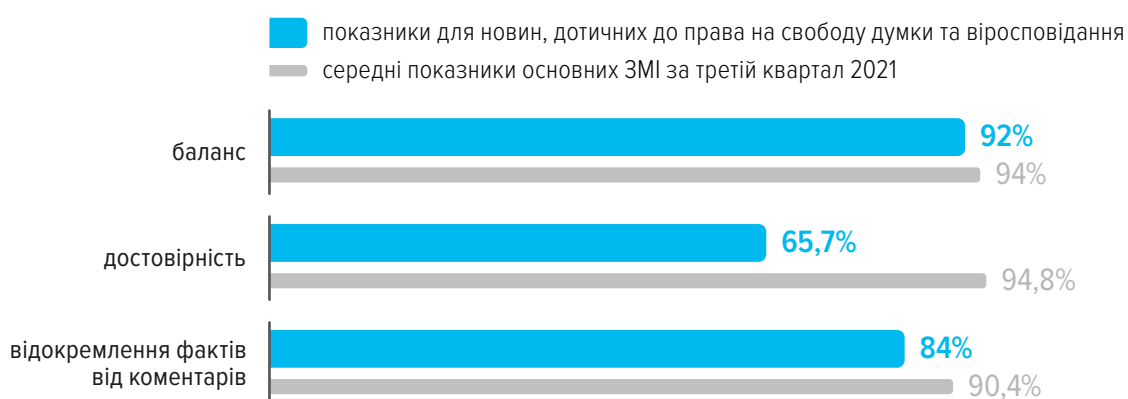 показники для новин, дотичних до права на свободу думки та віросповідання
середні показники основних ЗМІ за третій квартал 2021
баланс
92%
94%
достовірність
65,7%
94,8%
відокремлення фактів
від коментарів
84%
90,4%